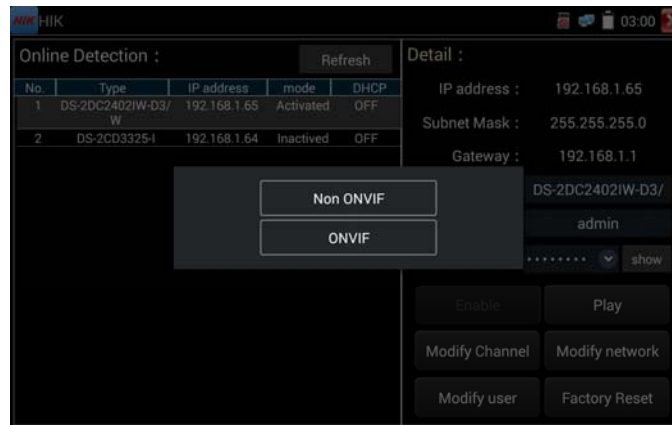 HIK HIK 03:00
Online Detection : Refresh
No. Type IP address mode DHCP
1 DS-2DC2402IW-D3/W 192.168.1.65 Activated OFF
2 DS-2CD3325-I 192.168.1.64 Inactived OFF
Detail :
IP address : 192.168.1.65
Subnet Mask : 255.255.255.0
Gateway : 192.168.1.1
DS-2DC2402IW-D3/
admin
•••••••• show
Non ONVIF
ONVIF
Enable Play
Modify Channel Modify network
Modify user Factory Reset